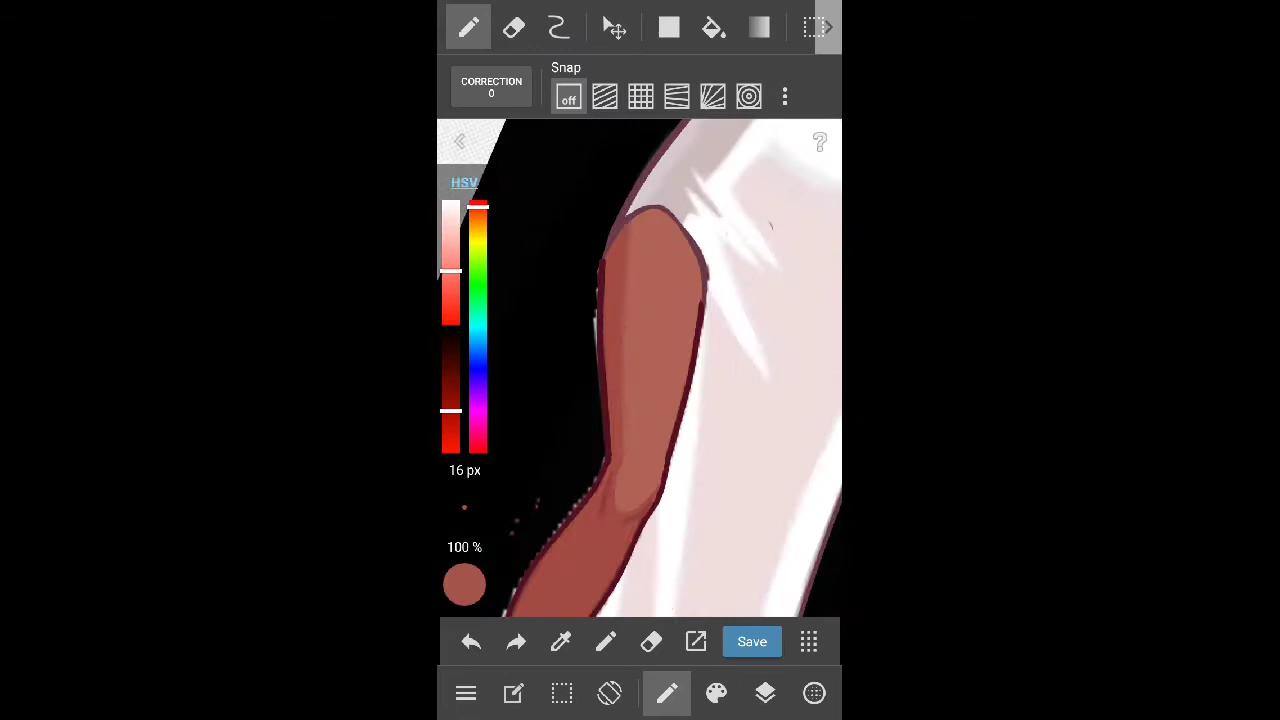 Snap
CORRECTION
0
off
?
HSV
16 px
100 %
Save